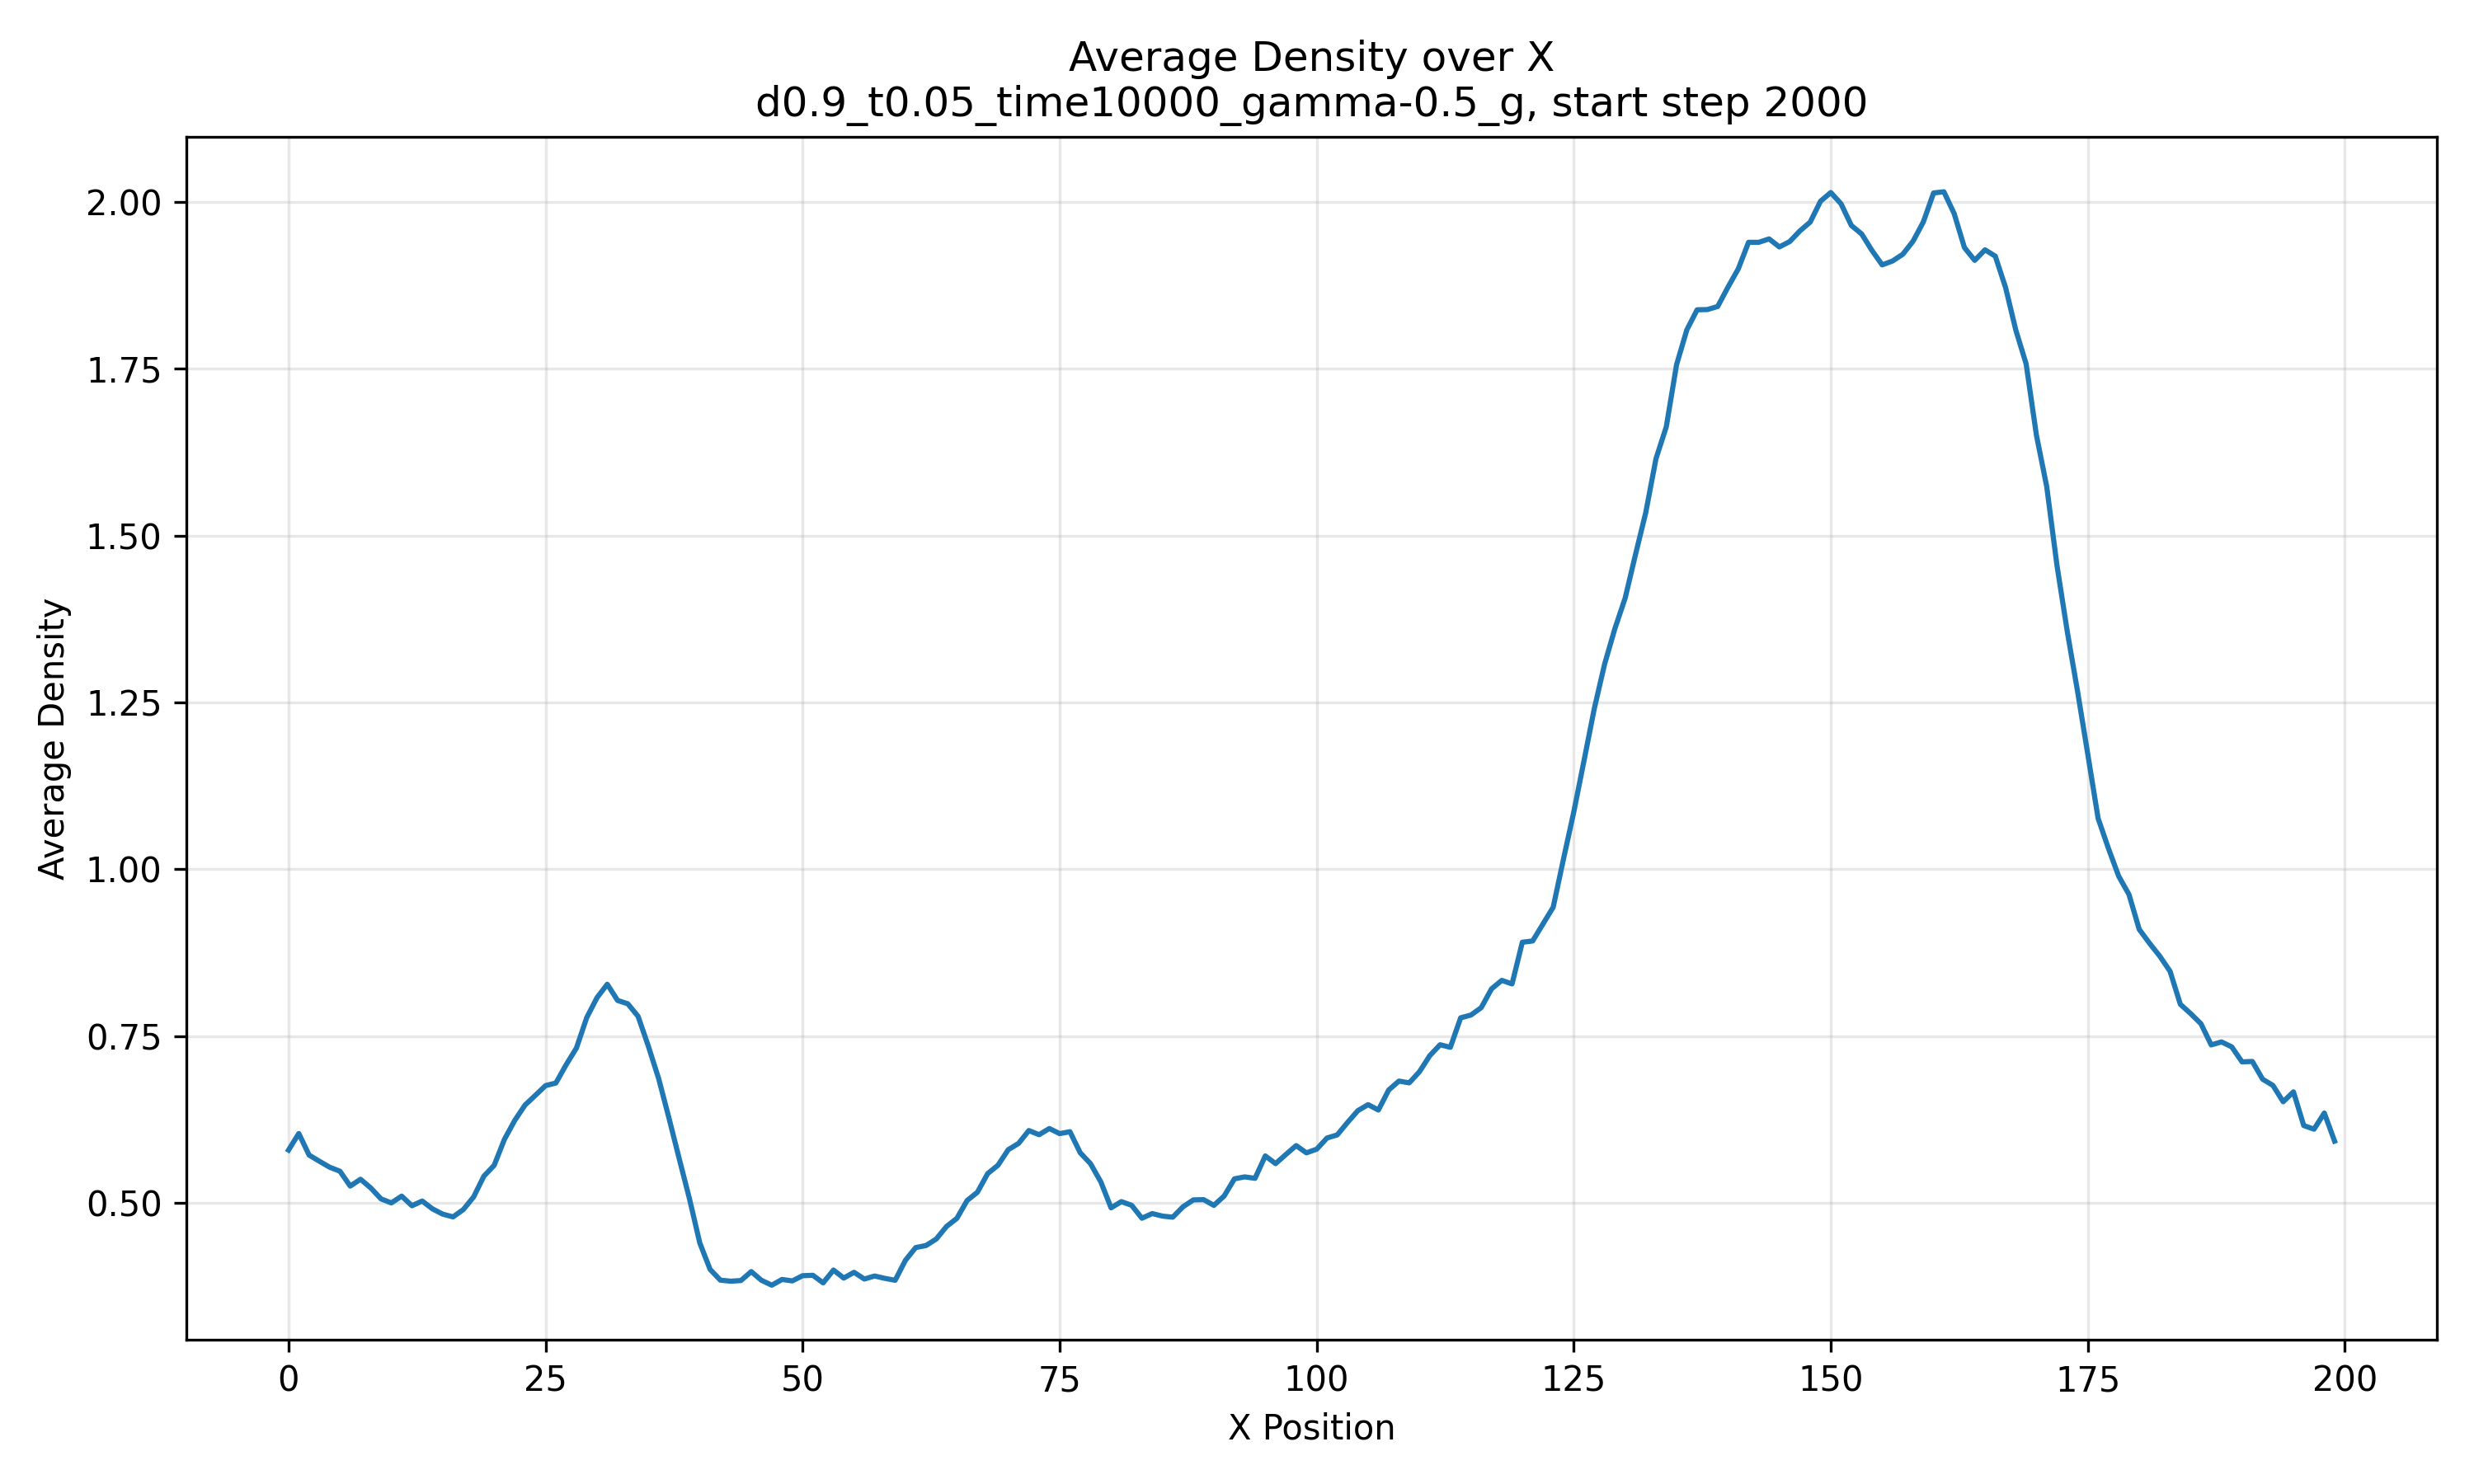 Average Density over X
d0.9_t0.05_time10000_gamma-0.5_g, start step 2000
2.00
1.75
1.50
1.25
1.00
0.75
0.50
Average Density
0 25 50 75 100 125 150 175 200
X Position